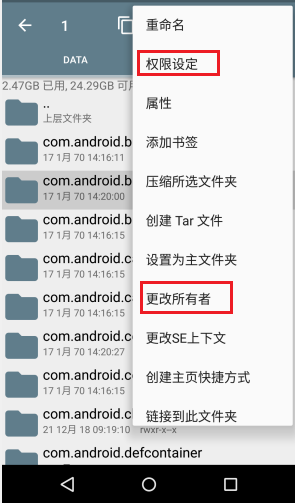 1
DATA
2.47GB 已用, 24.29GB 可用
..
上层文件夹
com.android.b
17 1月 70 14:16:11
com.android.b
17 1月 70 14:20:00
com.android.b
17 1月 70 14:16:15
com.android.ca
17 1月 70 14:16:15
com.android.ca
17 1月 70 14:16:15
com.android.co
17 1月 70 14:20:27
com.android.co
17 1月 70 14:16:15
com.android.cl
21 12月 18 09:19:10 rwxr-x--x
com.android.defcontainer
重命名
权限设定
属性
添加书签
压缩所选文件夹
创建 Tar 文件
设置为主文件夹
更改所有者
更改SE上下文
创建主页快捷方式
链接到此文件夹